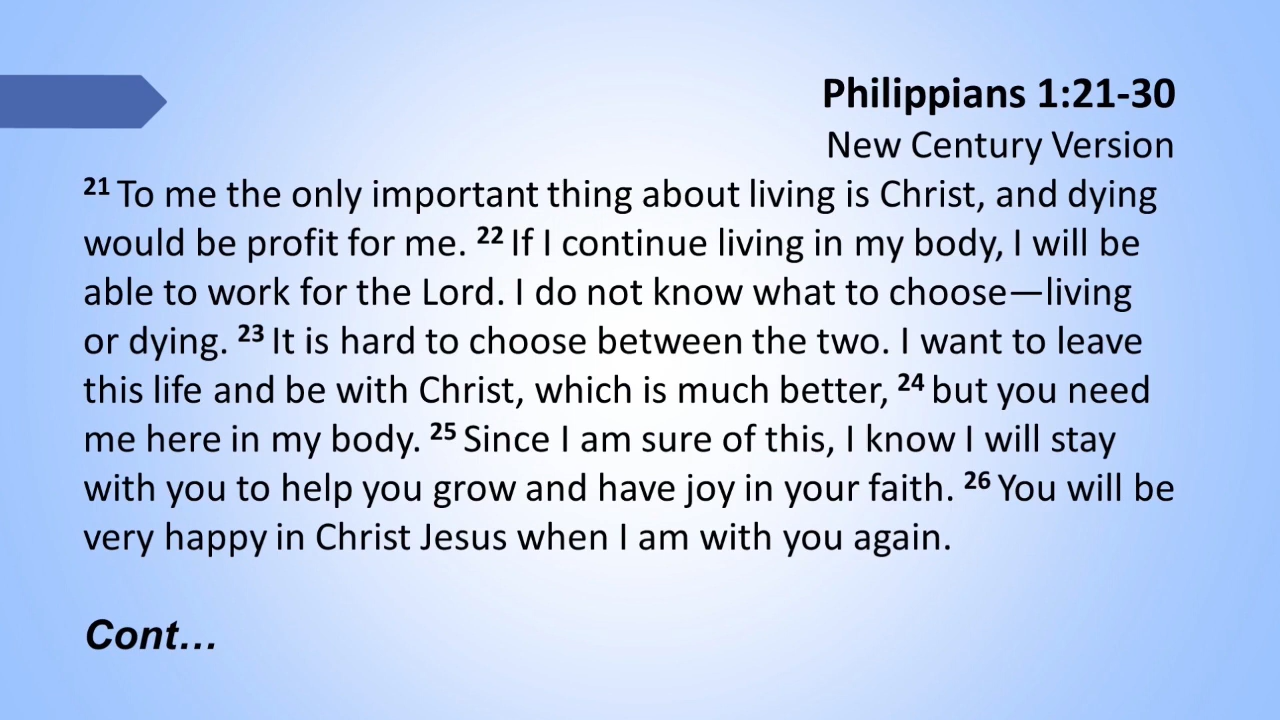 Philippians 1:21-30
New Century Version
21 To me the only important thing about living is Christ, and dying
would be profit for me. 22 If I continue living in my body, I will be
able to work for the Lord. I do not know what to choose—living
or dying. 23 It is hard to choose between the two. I want to leave
this life and be with Christ, which is much better, 24 but you need
me here in my body. 25 Since I am sure of this, I know I will stay
with you to help you grow and have joy in your faith. 26 You will be
very happy in Christ Jesus when I am with you again.
Cont…